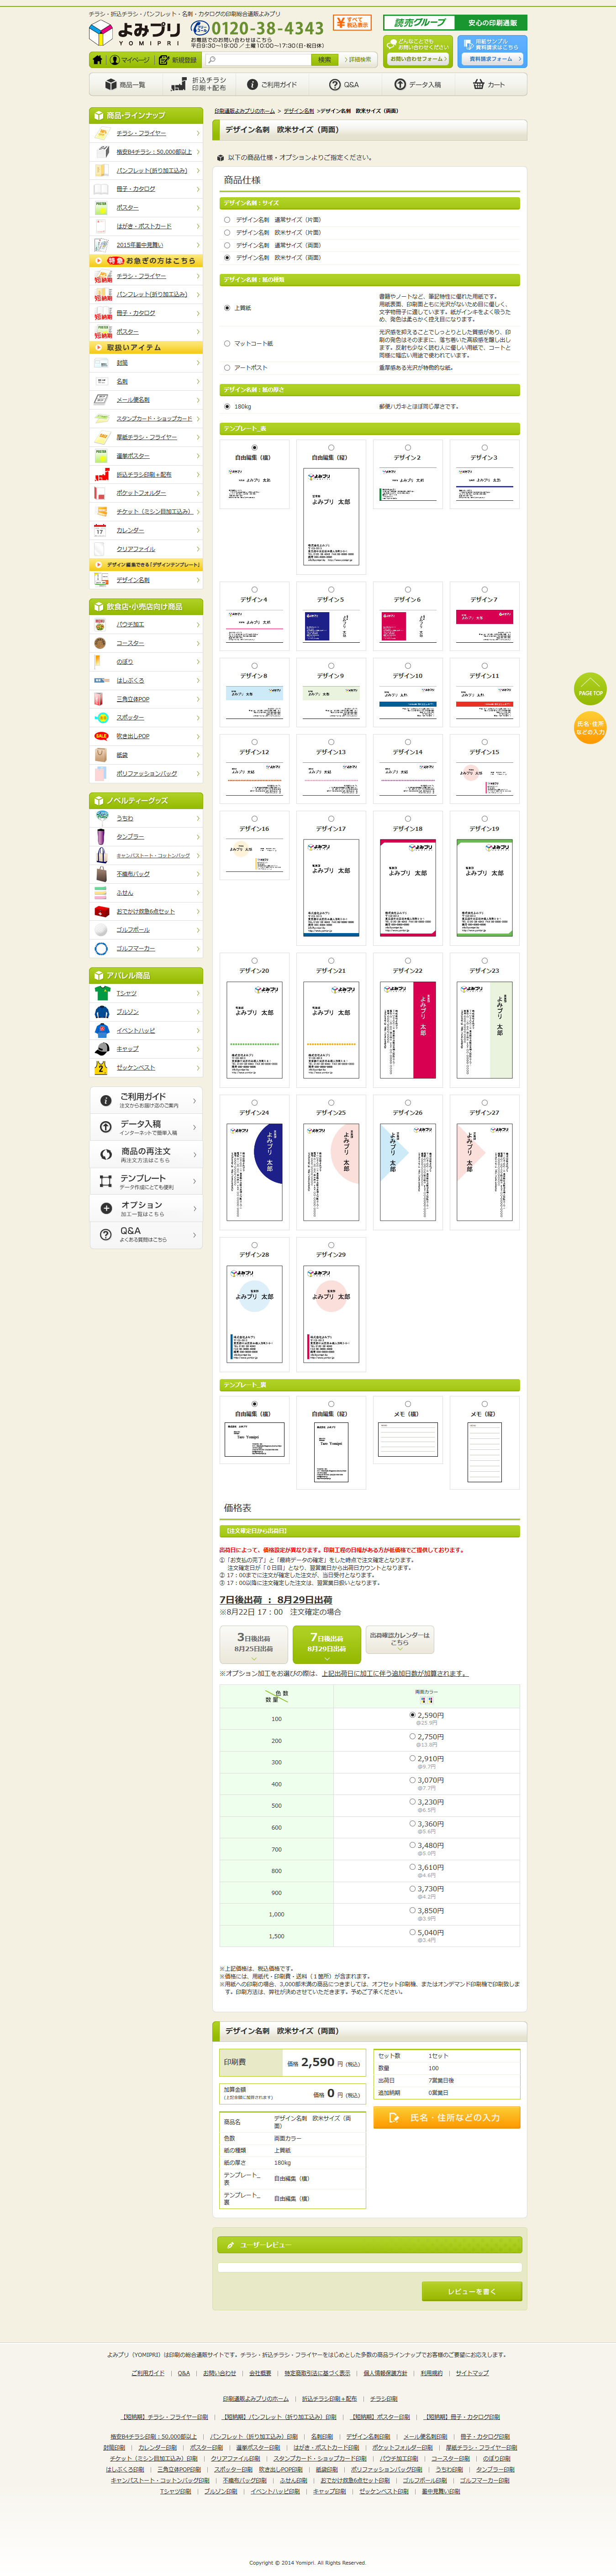 チラシ・折込チラシ・パンフレット・名刺・カタログの印刷総合通販よみプリ
よみプリ
YOMIPRI
0120-38-4343
お電話でのお問い合わせはこちら
平日9:30~19:00／土曜10:00~17:30(日・祝日休)
すべて
税込表示
読売グループ 安心の印刷通販
どんなことでも
お問い合わせください
お問い合わせフォーム
印刷サンプル
資料請求はこちら
資料請求フォーム
マイページ
新規登録
検索
詳細検索
商品一覧
折込チラシ
印刷+配布
ご利用ガイド
Q&A
データ入稿
カート
商品・ラインナップ
チラシ・フライヤー
格安B4チラシ：50,000部以上
パンフレット(折り加工込み)
冊子・カタログ
ポスター
はがき・ポストカード
2015年暑中見舞い
特急 お急ぎの方はこちら
チラシ・フライヤー
パンフレット(折り加工込み)
冊子・カタログ
ポスター
取扱いアイテム
封筒
名刺
メール便名刺
スタンプカード・ショップカード
厚紙チラシ・フライヤー
選挙ポスター
折込チラシ印刷＋配布
ポケットフォルダー
チケット（ミシン目加工込み）
カレンダー
クリアファイル
デザイン編集できる「デザインテンプレート」
デザイン名刺
飲食店・小売店向け商品
パウチ加工
コースター
のぼり
はしぶくろ
三角立体POP
スポッター
吹き出しPOP
紙袋
ポリファッションバッグ
ノベルティーグッズ
うちわ
タンブラー
キャンバストート・コットンバッグ
不織布バッグ
ふせん
おでかけ救急6点セット
ゴルフボール
ゴルフマーカー
アパレル商品
Tシャツ
ブルゾン
イベントハッピ
キャップ
ゼッケンベスト
ご利用ガイド
注文からお届け迄のご案内
データ入稿
インターネットで簡単入稿
商品の再注文
再注文方法はこちら
テンプレート
データ作成にとても便利
オプション
加工一覧はこちら
Q&A
よくある質問はこちら
印刷通販よみプリのホーム > デザイン名刺 >デザイン名刺　欧米サイズ（両面）
デザイン名刺　欧米サイズ（両面）
以下の商品仕様・オプションよりご指定ください。
商品仕様
デザイン名刺：サイズ
デザイン名刺　通常サイズ（片面）
デザイン名刺　欧米サイズ（片面）
デザイン名刺　通常サイズ（両面）
デザイン名刺　欧米サイズ（両面）
デザイン名刺：紙の種類
上質紙
書籍やノートなど、筆記特性に優れた用紙です。
用紙表面、印刷面ともに光沢がないため目に優しく、
文字物冊子に適しています。紙がインキをよく吸うた
め、発色は柔らかく控え目になります。
マットコート紙
光沢感を抑えることでしっとりとした質感があり、印
刷の発色はそのままに、落ち着いた高級感を醸し出し
ます。反射も少なく読むに優しい用紙で、コートと
同様に幅広い用途で使われています。
アートポスト
重厚感ある光沢が特徴的な紙。
デザイン名刺：紙の厚さ
180kg
郵便ハガキとほぼ同じ厚さです。
テンプレート_表
自由編集（横）
自由編集（縦）
デザイン2
デザイン3
デザイン4
デザイン5
デザイン6
デザイン7
デザイン8
デザイン9
デザイン10
デザイン11
デザイン12
デザイン13
デザイン14
デザイン15
デザイン16
デザイン17
デザイン18
デザイン19
デザイン20
デザイン21
デザイン22
デザイン23
デザイン24
デザイン25
デザイン26
デザイン27
デザイン28
デザイン29
テンプレート_裏
自由編集（横）
自由編集（縦）
メモ（横）
メモ（縦）
Taro Yomipri
価格表
【注文確定日から出荷日】
出荷日によって、価格設定が異なります。印刷工程の日幅がある方が低価格でご提供しております。
①「お支払の完了」と「最終データの確定」をした時点で注文確定となります。
注文確定日が「０日目」となり、翌営業日から出荷日カウントとなります。
② 17：00までに注文が確定した注文が、当日受付となります。
③ 17：00以降に注文確定した注文は、翌営業日扱いとなります。
7日後出荷 ： 8月29日出荷
※8月22日 17：00　注文確定の場合
3日後出荷
8月25日出荷
7日後出荷
8月29日出荷
出荷確認カレンダーは
こちら
※オプション加工をお選びの際は、上記出荷日に加工に伴う追加日数が加算されます。
色 数
数 量
両面カラー
100 2,590円
@25.9円
200 2,750円
@13.8円
300 2,910円
@9.7円
400 3,070円
@7.7円
500 3,230円
@6.5円
600 3,360円
@5.6円
700 3,480円
@5.0円
800 3,610円
@4.6円
900 3,730円
@4.2円
1,000 3,850円
@3.9円
1,500 5,040円
@3.4円
※上記価格は、税込価格です。
※価格には、用紙代・印刷費・送料（１箇所）が含まれます。
※用紙への印刷の場合、3,000部未満の商品につきましては、オフセット印刷機、またはオンデマンド印刷機で印刷致しま
す。印刷方法は、弊社が決めさせていただきます。予めご了承ください。
デザイン名刺　欧米サイズ（両面）
印刷費 価格 2,590 円（税込）
加算金額
(上記金額に加算されます) 価格 0 円（税込）
商品名 デザイン名刺　欧米サイズ（両
面）
色数 両面カラー
紙の種類 上質紙
紙の厚さ 180kg
テンプレート_
表 自由編集（横）
テンプレート_
裏 自由編集（横）
セット数 1セット
数量 100
出荷日 7営業日後
追加納期 0営業日
氏名・住所などの入力
ユーザーレビュー
レビューを書く
PAGE TOP
氏名・住所
などの入力
よみプリ（YOMIPRI）は印刷の総合通販サイトです。チラシ・折込チラシ・フライヤーをはじめとした多数の商品ラインナップでお客様のご要望にお応えします。
ご利用ガイド ｜ Q&A ｜ お問い合わせ ｜ 会社概要 ｜ 特定商取引法に基づく表示 ｜ 個人情報保護方針 ｜ 利用規約 ｜ サイトマップ
印刷通販よみプリのホーム ｜ 折込チラシ印刷＋配布 ｜ チラシ印刷
【短納期】チラシ・フライヤー印刷 ｜ 【短納期】パンフレット（折り加工込み）印刷 ｜ 【短納期】ポスター印刷 ｜ 【短納期】冊子・カタログ印刷
格安B4チラシ印刷：50,000部以上 ｜ パンフレット（折り加工込み）印刷 ｜ 名刺印刷 ｜ デザイン名刺印刷 ｜ メール便名刺印刷 ｜ 冊子・カタログ印刷
封筒印刷 ｜ カレンダー印刷 ｜ ポスター印刷 ｜ 選挙ポスター印刷 ｜ はがき・ポストカード印刷 ｜ ポケットフォルダー印刷 ｜ 厚紙チラシ・フライヤー印刷
チケット（ミシン目加工込み）印刷 ｜ クリアファイル印刷 ｜ スタンプカード・ショップカード印刷 ｜ パウチ加工印刷 ｜ コースター印刷 ｜ のぼり印刷
はしぶくろ印刷 ｜ 三角立体POP印刷 ｜ スポッター印刷　吹き出しPOP印刷 ｜ 紙袋印刷 ｜ ポリファッションバッグ印刷 ｜ うちわ印刷 ｜ タンブラー印刷
キャンバストート・コットンバッグ印刷 ｜ 不織布バッグ印刷 ｜ ふせん印刷 ｜ おでかけ救急6点セット印刷 ｜ ゴルフボール印刷 ｜ ゴルフマーカー印刷
Tシャツ印刷 ｜ ブルゾン印刷 ｜ イベントハッピ印刷 ｜ キャップ印刷 ｜ ゼッケンベスト印刷 ｜ 暑中見舞い印刷
Copyright © 2014 Yomipri. All Rights Reserved.